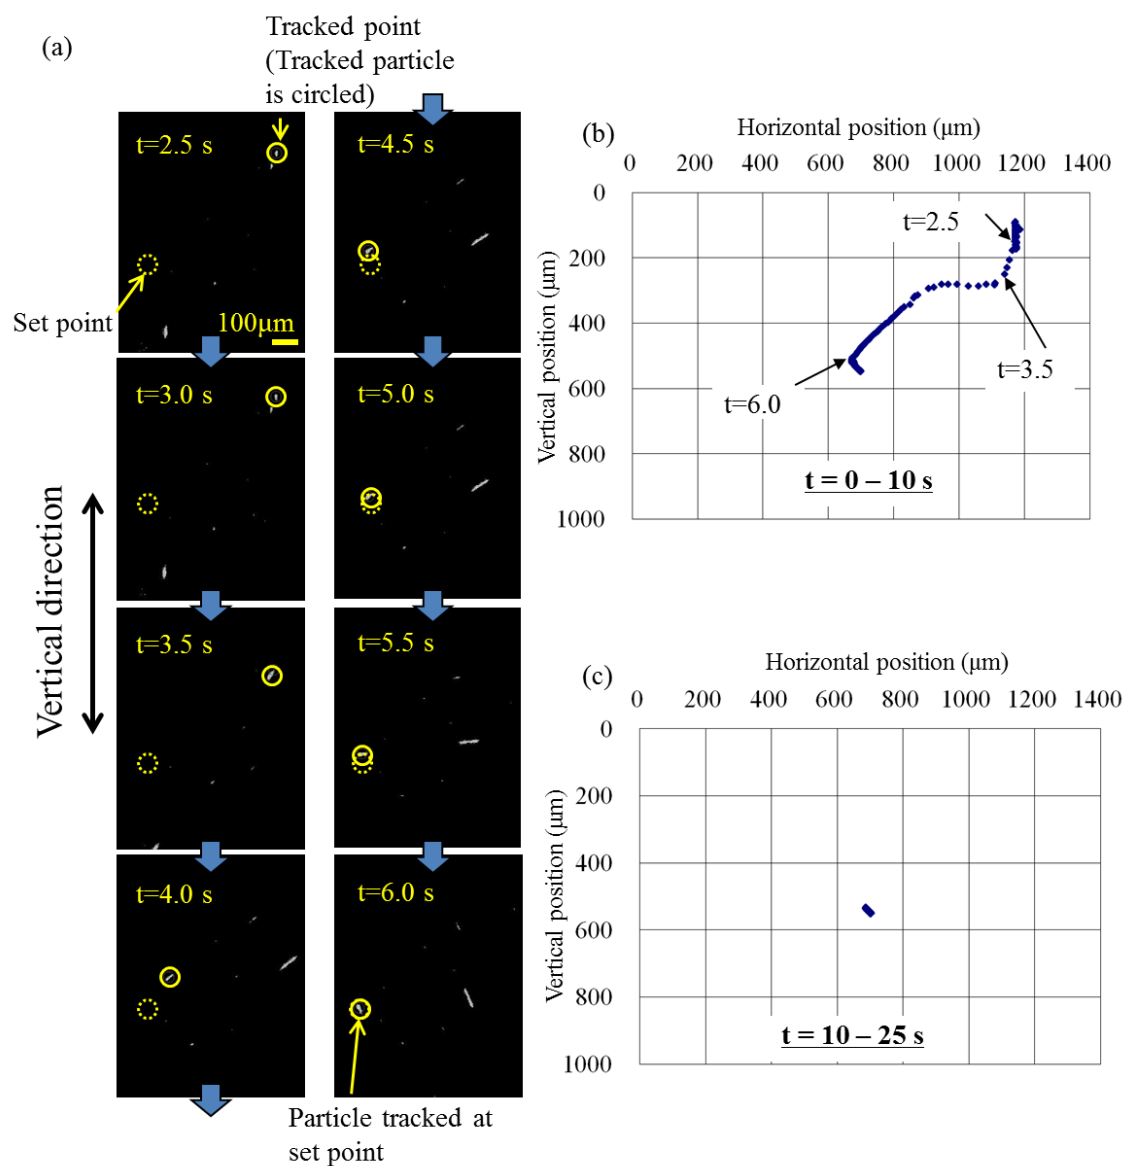 (a)
Tracked point
(Tracked particle
is circled)
t=2.5 s
Set point
100μm
t=3.0 s
t=3.5 s
t=4.0 s
Vertical direction
t=4.5 s
t=5.0 s
t=5.5 s
t=6.0 s
Particle tracked at
set point
(b)
Horizontal position (μm)
0 200 400 600 800 1000 1200 1400
Vertical position (μm)
0
200
400
600
800
1000
t=2.5
t=3.5
t=6.0
t = 0 – 10 s
(c)
Horizontal position (μm)
0 200 400 600 800 1000 1200 1400
Vertical position (μm)
0
200
400
600
800
1000
t = 10 – 25 s